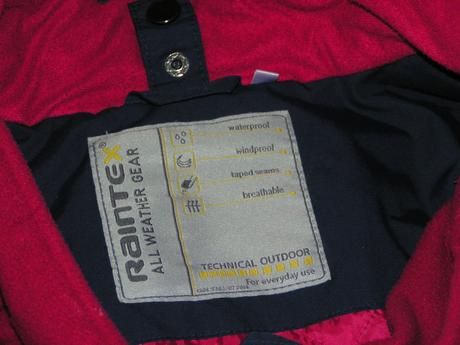 RAINTEX®
ALL WEATHER GEAR
waterproof
windproof
taped seams
breathable
TECHNICAL OUTDOOR
For everyday use